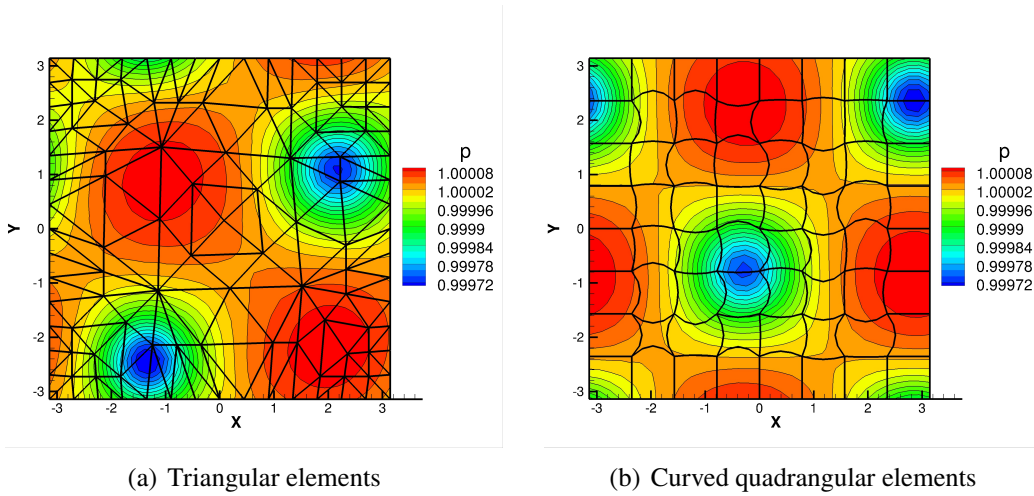 p
1.00008
1.00002
0.99996
0.9999
0.99984
0.99978
0.99972
Y
3
2
1
0
-1
-2
-3
-3 -2 -1 0 1 2 3
X
(a) Triangular elements
p
1.00008
1.00002
0.99996
0.9999
0.99984
0.99978
0.99972
Y
3
2
1
0
-1
-2
-3
-3 -2 -1 0 1 2 3
X
(b) Curved quadrangular elements